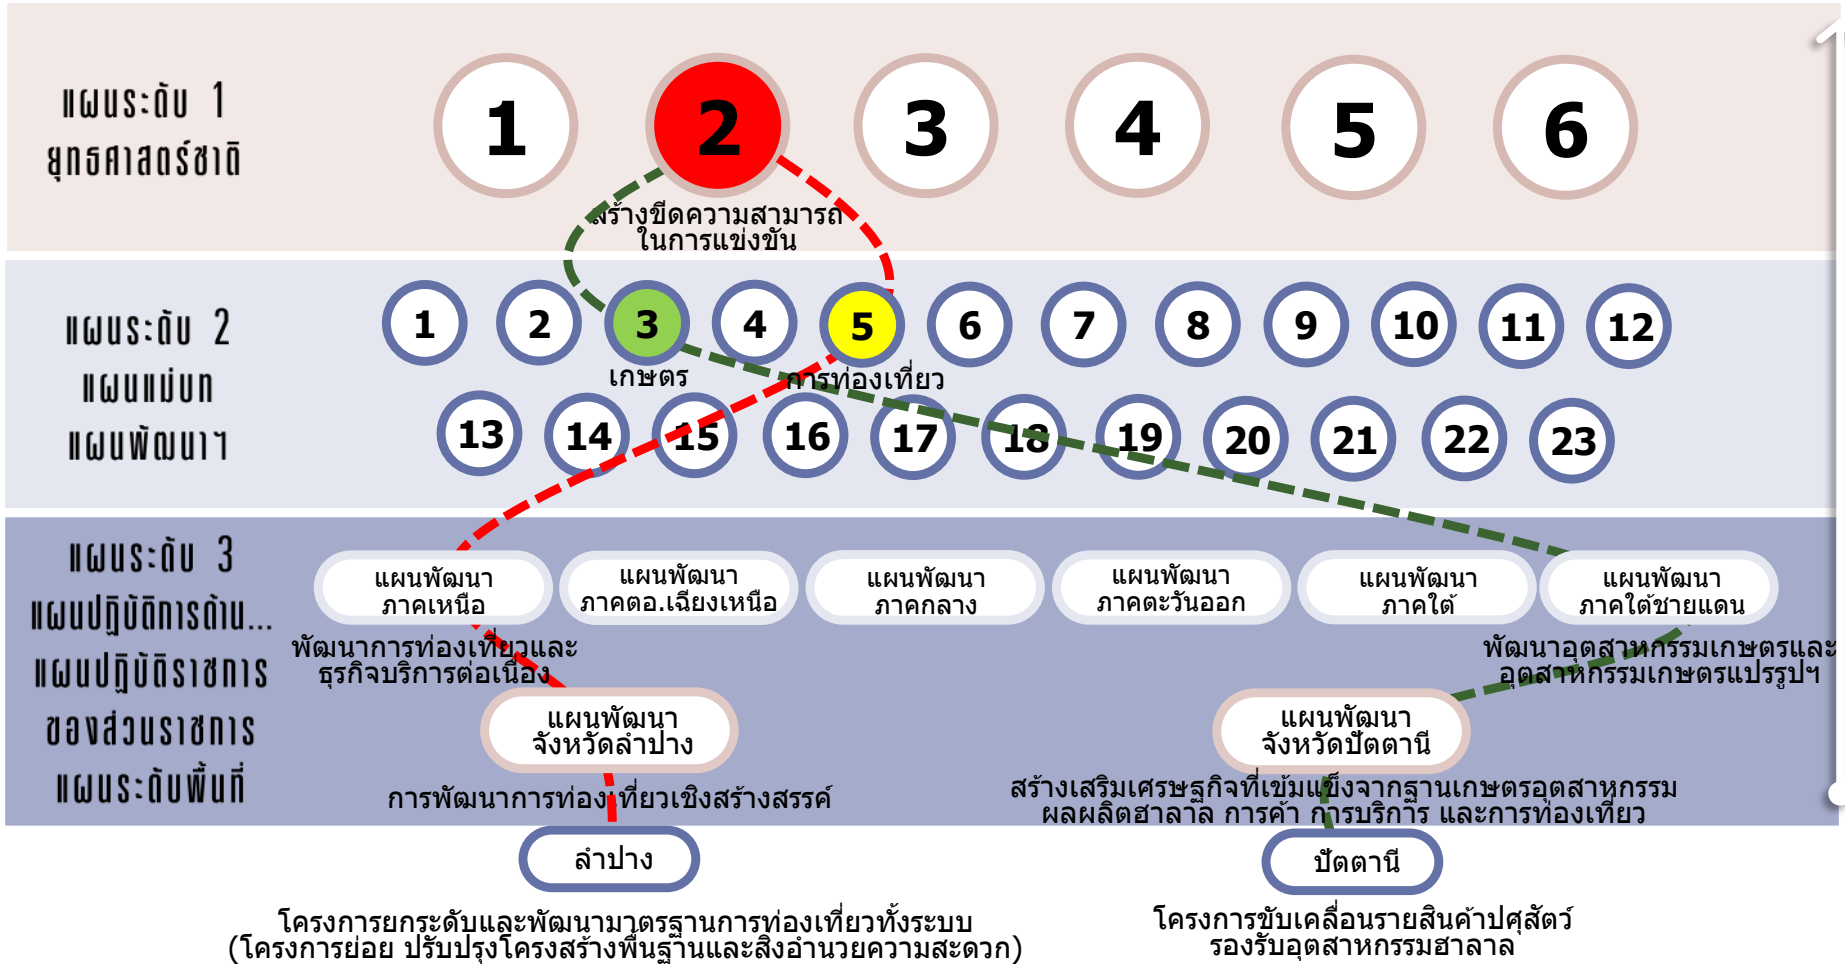 แผนระดับ 1
ยุทธศาสตร์ชาติ
1 2 3 4 5 6
สร้างขีดความสามารถ
ในการแข่งขัน
แผนระดับ 2
แผนแม่บท
แผนพัฒนาฯ
1 2 3 4 5 6 7 8 9 10 11 12
เกษตร การท่องเที่ยว
13 14 15 16 17 18 19 20 21 22 23
แผนระดับ 3
แผนปฏิบัติการด้าน...
แผนปฏิบัติราชการ
ของส่วนราชการ
แผนระดับพื้นที่
แผนพัฒนา
ภาคเหนือ
แผนพัฒนา
ภาคตอ.เฉียงเหนือ
แผนพัฒนา
ภาคกลาง
แผนพัฒนา
ภาคตะวันออก
แผนพัฒนา
ภาคใต้
แผนพัฒนา
ภาคใต้ชายแดน
พัฒนาการท่องเที่ยวและ
ธุรกิจบริการต่อเนื่อง
พัฒนาอุตสาหกรรมเกษตรและ
อุตสาหกรรมเกษตรแปรรูปฯ
แผนพัฒนา
จังหวัดลำปาง
แผนพัฒนา
จังหวัดปัตตานี
การพัฒนาการท่องเที่ยวเชิงสร้างสรรค์
สร้างเสริมเศรษฐกิจที่เข้มแข็งจากฐานเกษตรอุตสาหกรรม
ผลผลิตฮาลาล การค้า การบริการ และการท่องเที่ยว
ลำปาง
ปัตตานี
โครงการยกระดับและพัฒนามาตรฐานการท่องเที่ยวทั้งระบบ
(โครงการย่อย ปรับปรุงโครงสร้างพื้นฐานและสิ่งอำนวยความสะดวก)
โครงการขับเคลื่อนรายสินค้าปศุสัตว์
รองรับอุตสาหกรรมฮาลาล